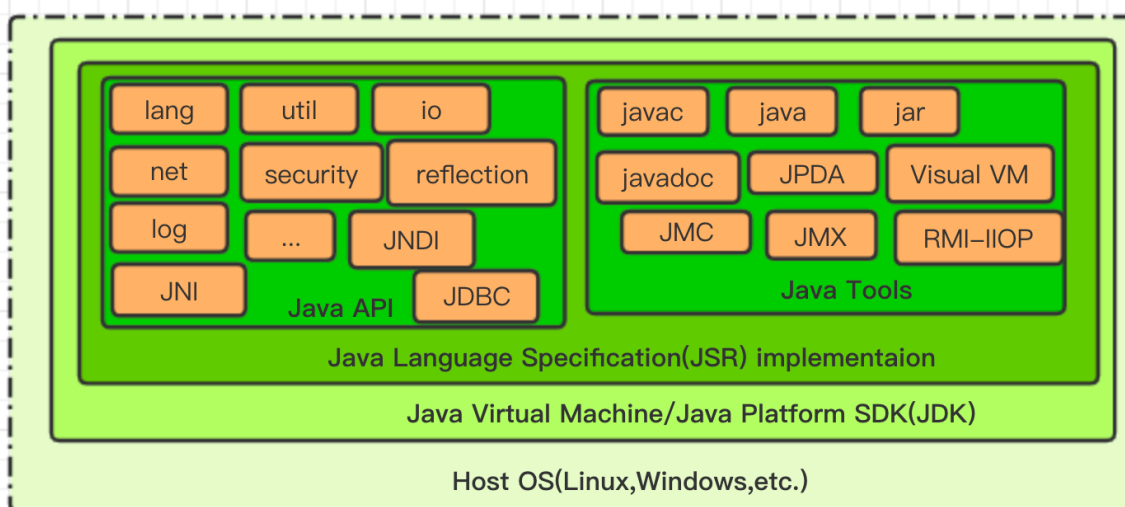 lang util io
net security reflection
log ... JNDI
JNI Java API JDBC
javac java jar
javadoc JPDA Visual VM
JMC JMX RMI-IIOP
Java Tools
Java Language Specification(JSR) implementaion
Java Virtual Machine/Java Platform SDK(JDK)
Host OS(Linux,Windows,etc.)